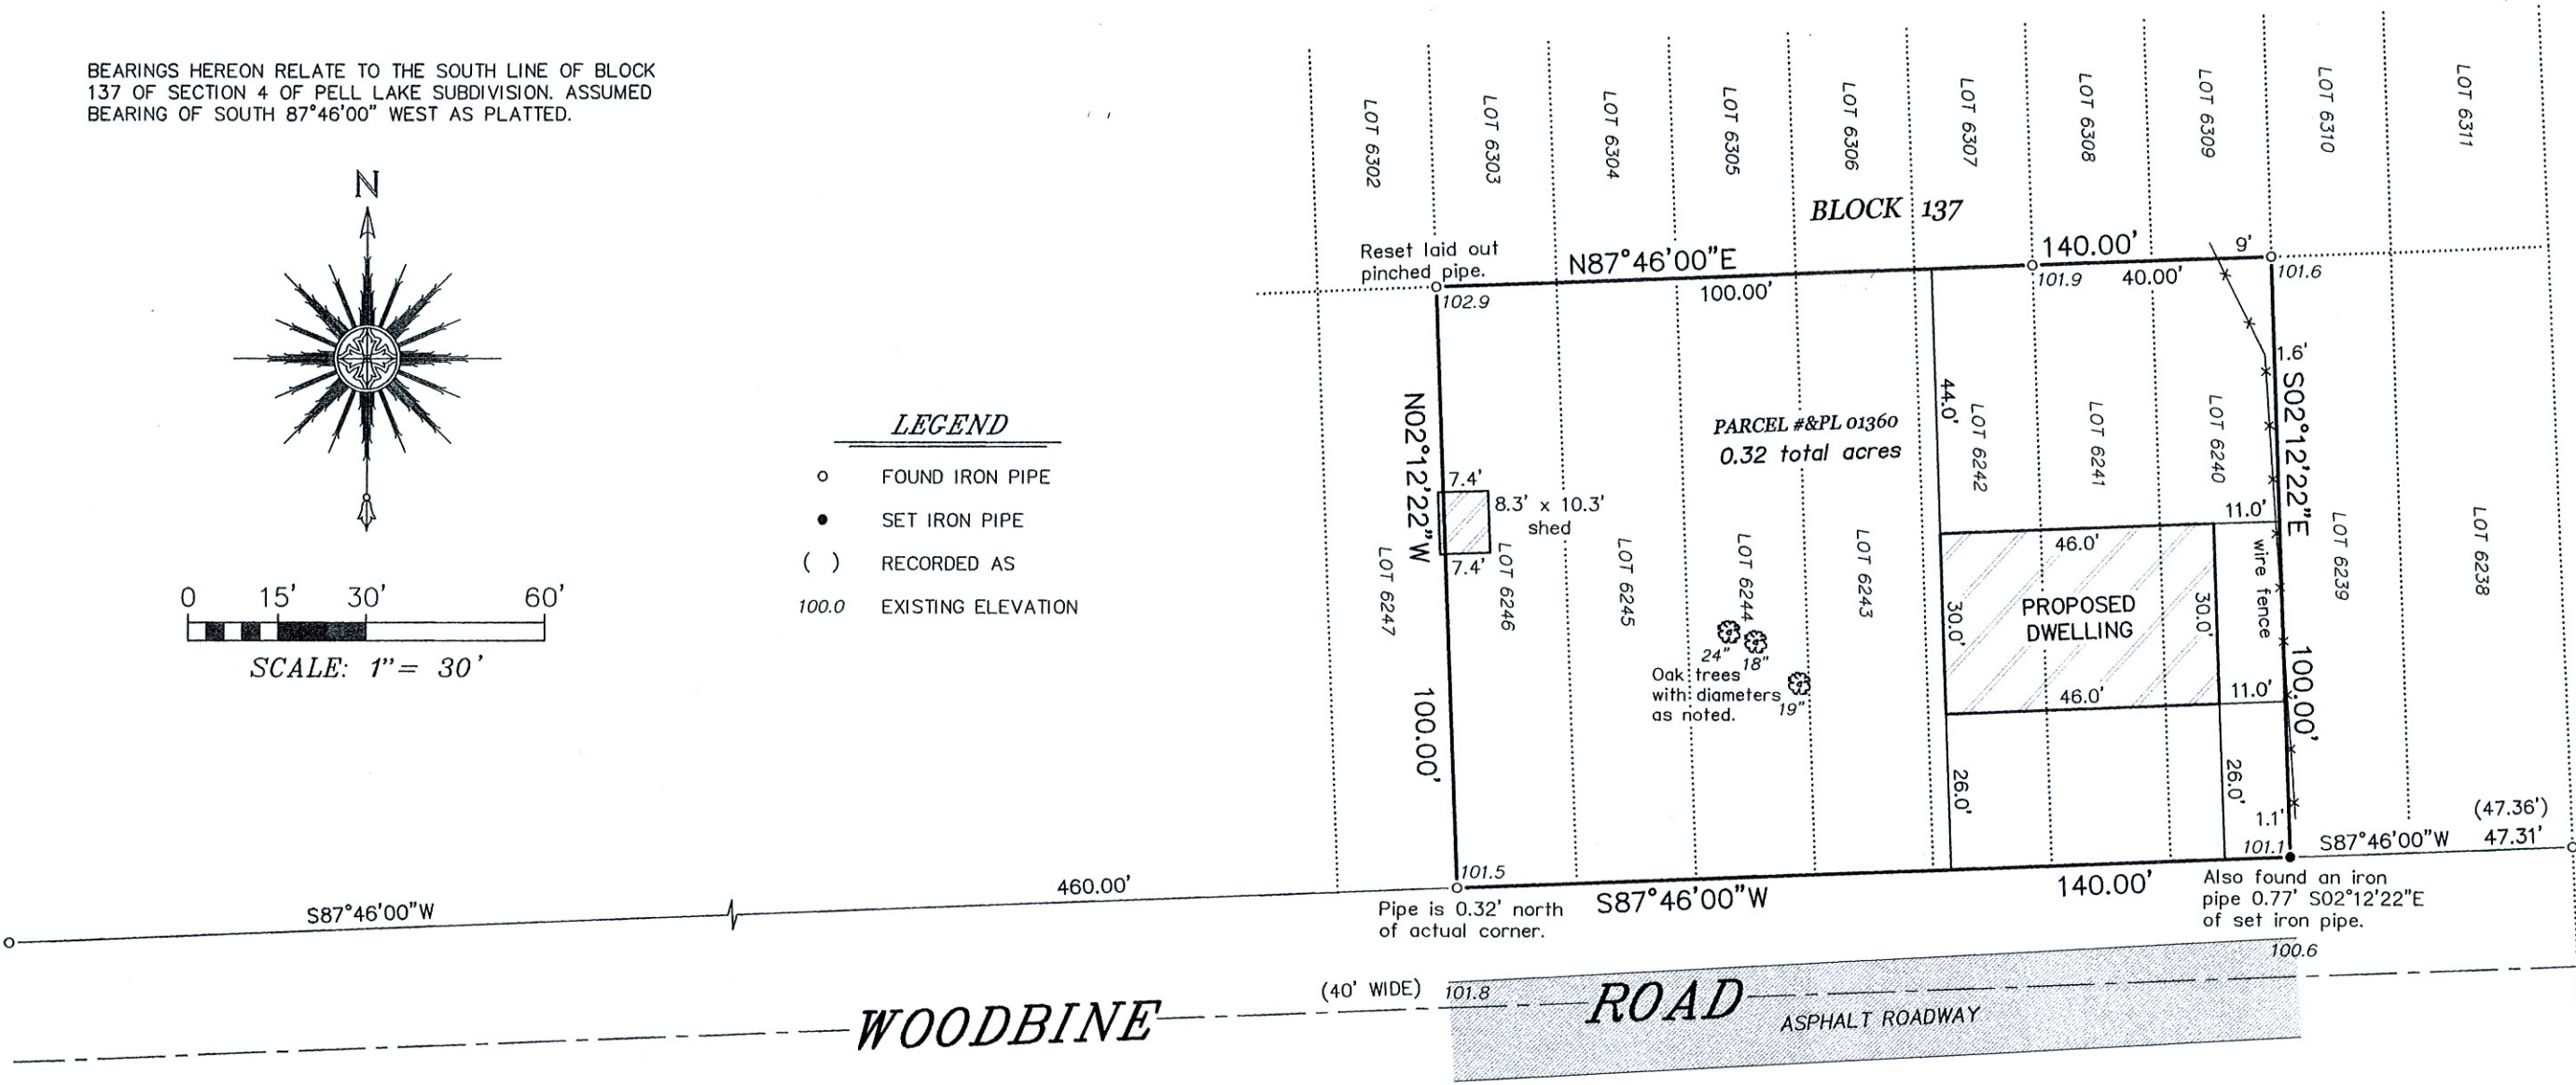 BEARINGS HEREON RELATE TO THE SOUTH LINE OF BLOCK
137 OF SECTION 4 OF PELL LAKE SUBDIVISION. ASSUMED
BEARING OF SOUTH 87°46'00" WEST AS PLATTED.
N
0 15' 30' 60'
SCALE: 1"= 30'
LEGEND
FOUND IRON PIPE
SET IRON PIPE
( ) RECORDED AS
100.0 EXISTING ELEVATION
LOT 6302
LOT 6303
LOT 6304
LOT 6305
LOT 6306
LOT 6307
LOT 6308
LOT 6309
LOT 6310
LOT 6311
BLOCK 137
Reset laid out
pinched pipe.
N87°46'00"E
140.00'
9'
102.9
100.00'
101.9
40.00'
101.6
1.6'
N02°12'22"W
100.00'
S02°12'22"E
100.00'
PARCEL #&PL 01360
0.32 total acres
44.0'
7.4'
8.3' x 10.3'
shed
7.4'
LOT 6247
LOT 6246
LOT 6245
LOT 6244
LOT 6243
LOT 6242
LOT 6241
LOT 6240
LOT 6239
LOT 6238
11.0'
46.0'
wire fence
30.0'
PROPOSED
DWELLING
30.0'
46.0'
11.0'
24"
18"
19"
Oak trees
with diameters
as noted.
26.0'
26.0'
1.1'
101.1
(47.36')
S87°46'00"W 47.31'
101.5
460.00'
S87°46'00"W
Pipe is 0.32' north
of actual corner.
S87°46'00"W
140.00'
Also found an iron
pipe 0.77' S02°12'22"E
of set iron pipe.
100.6
(40' WIDE)
101.8
WOODBINE ROAD
ASPHALT ROADWAY